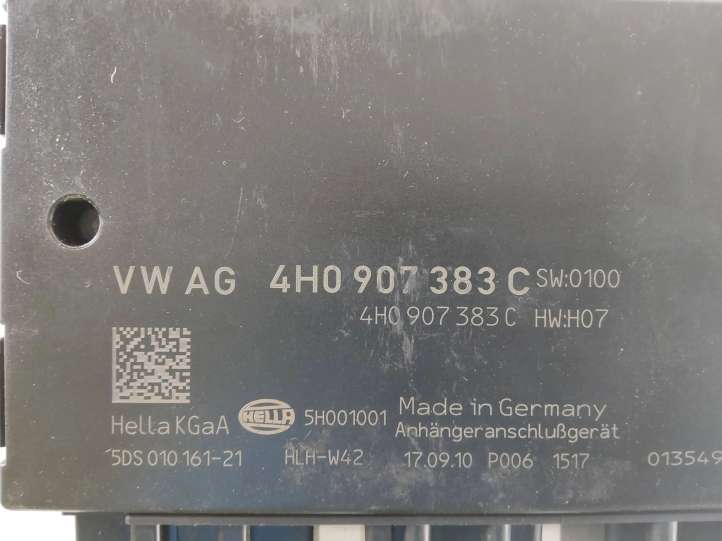 VW AG 4H0 907 383 C SW:0100
4H0 907 383 C HW:H07
Hella KGaA HELLA 5H001001 Made in Germany
Anhängeranschlußgerät
5DS 010 161-21 HLH-W42 17.09.10 P006 1517 013549